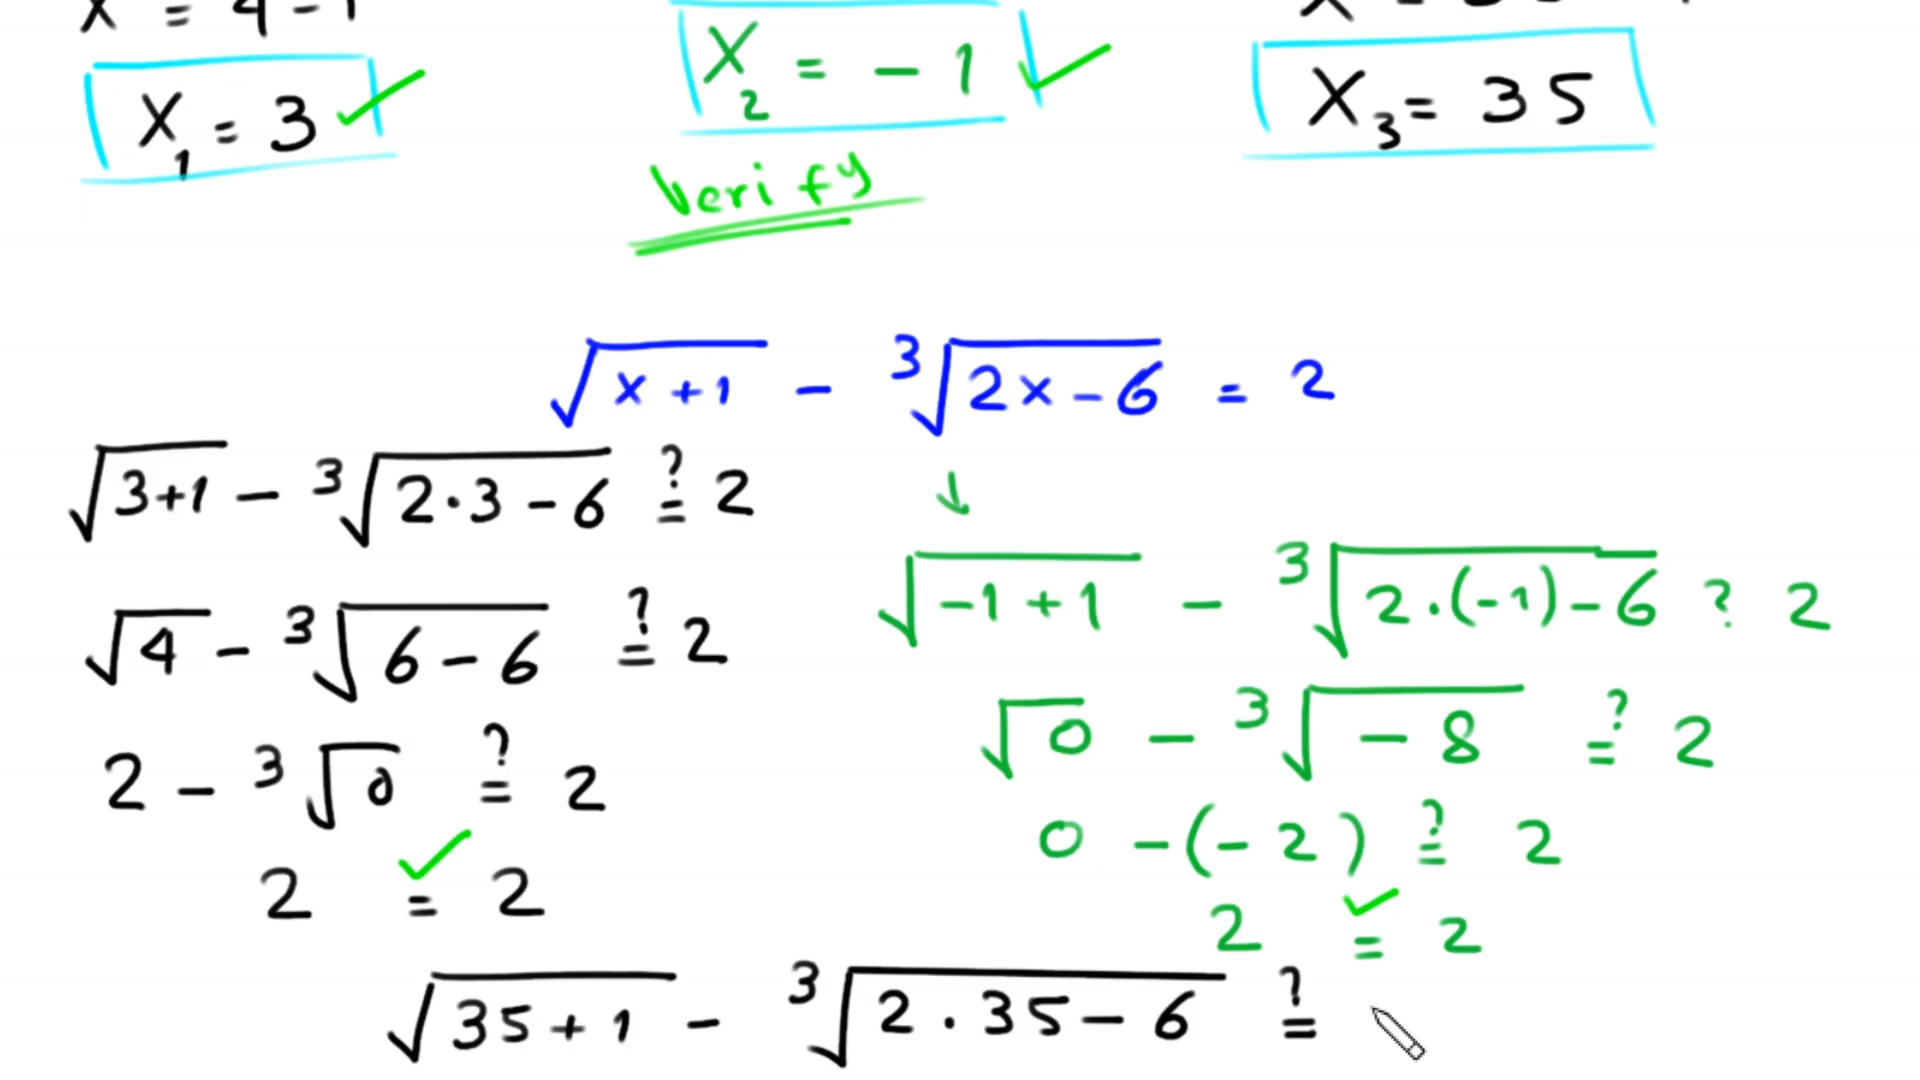 X₁ = 3 ✓
X₂ = - 1 ✓
X₃ = 35
Verify
√(x+1) - ³√(2x-6) = 2
√(3+1) - ³√(2·3-6) ≟ 2
√4 - ³√(6-6) ≟ 2
2 - ³√0 ≟ 2
2 = 2 ✓
√(-1+1) - ³√(2·(-1)-6) ? 2
√0 - ³√(-8) ≟ 2
0 - (-2) ≟ 2
2 = 2 ✓
√(35+1) - ³√(2·35-6) ≟